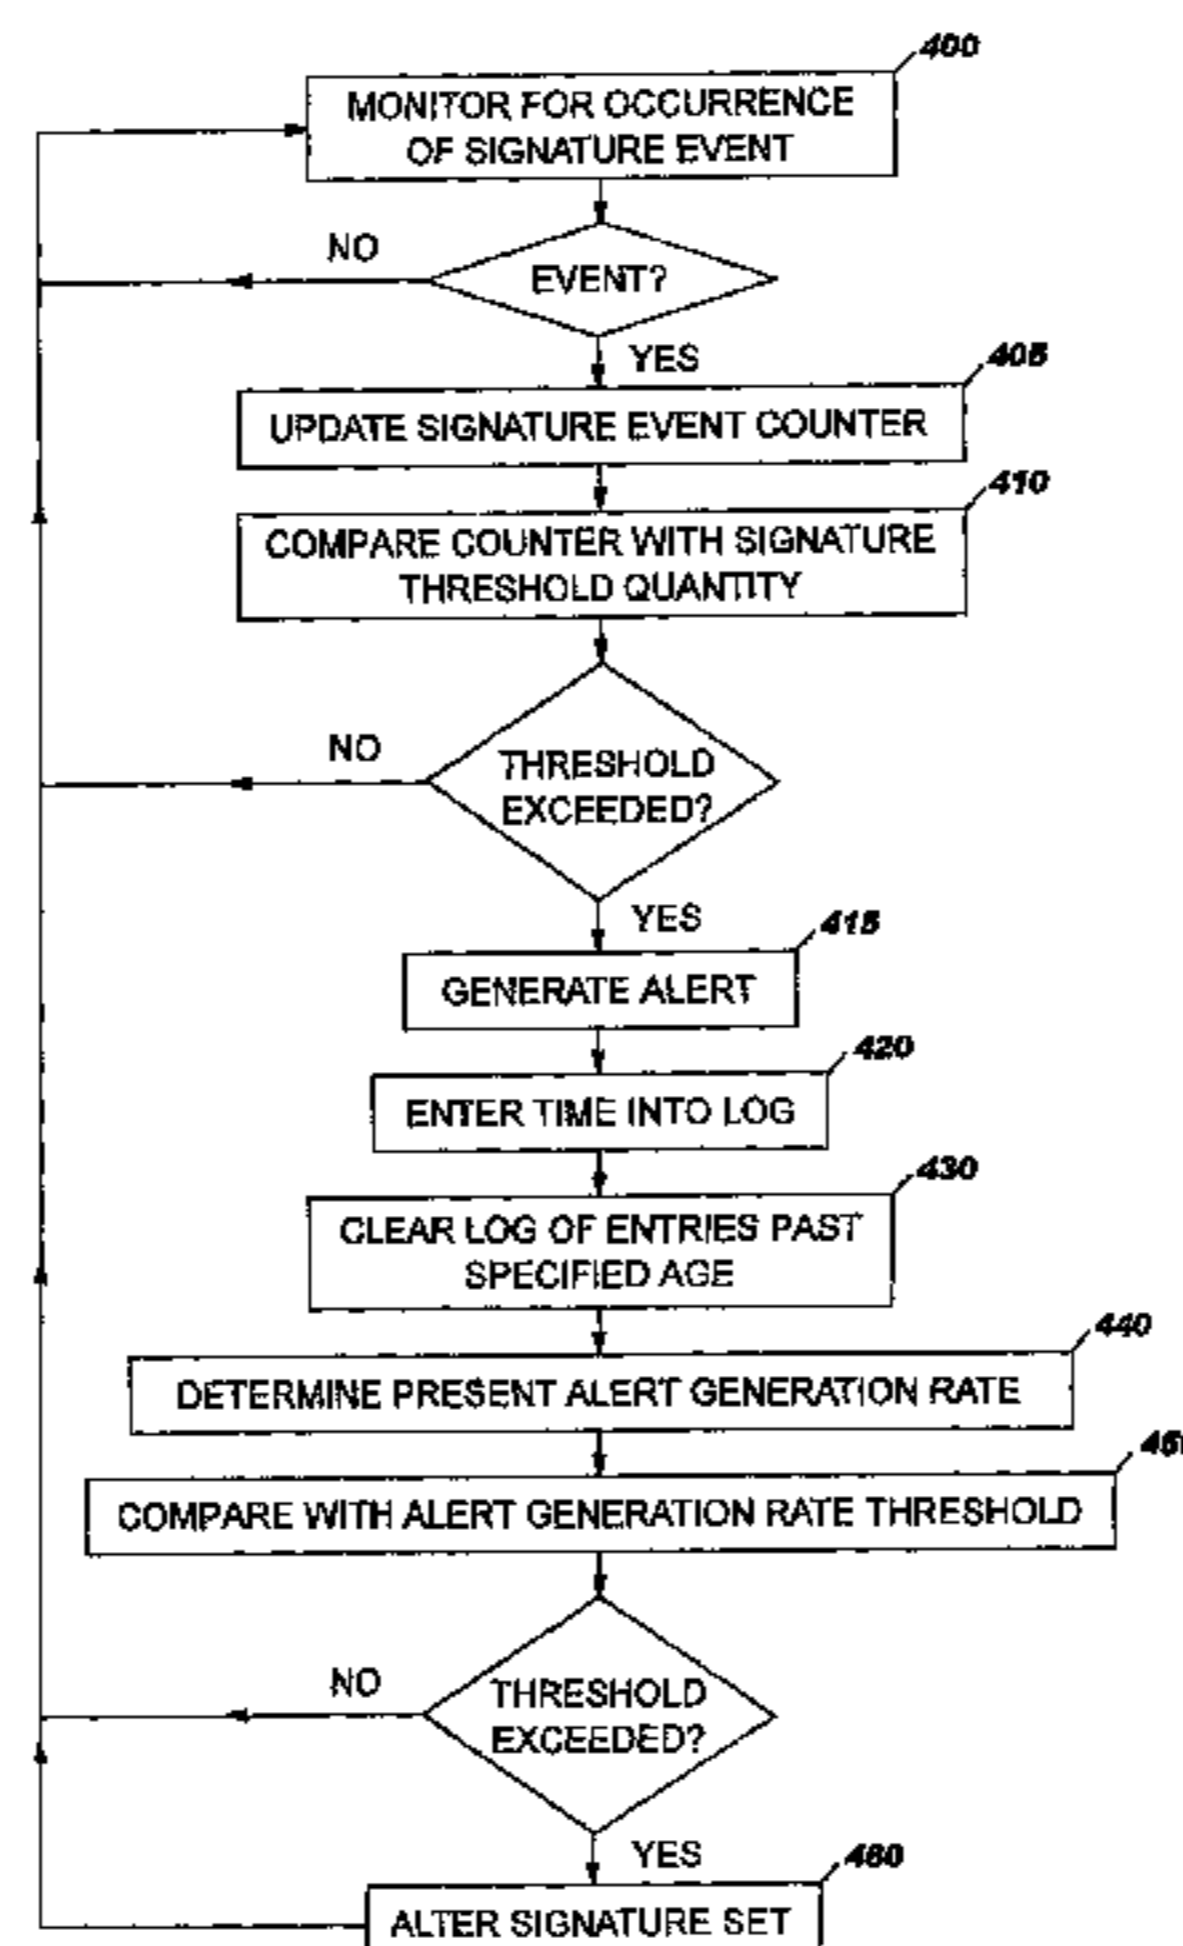 400
MONITOR FOR OCCURRENCE
OF SIGNATURE EVENT
NO
EVENT?
YES
405
UPDATE SIGNATURE EVENT COUNTER
410
COMPARE COUNTER WITH SIGNATURE
THRESHOLD QUANTITY
NO
THRESHOLD
EXCEEDED?
YES
415
GENERATE ALERT
420
ENTER TIME INTO LOG
430
CLEAR LOG OF ENTRIES PAST
SPECIFIED AGE
440
DETERMINE PRESENT ALERT GENERATION RATE
COMPARE WITH ALERT GENERATION RATE THRESHOLD
NO
THRESHOLD
EXCEEDED?
YES
460
ALTER SIGNATURE SET